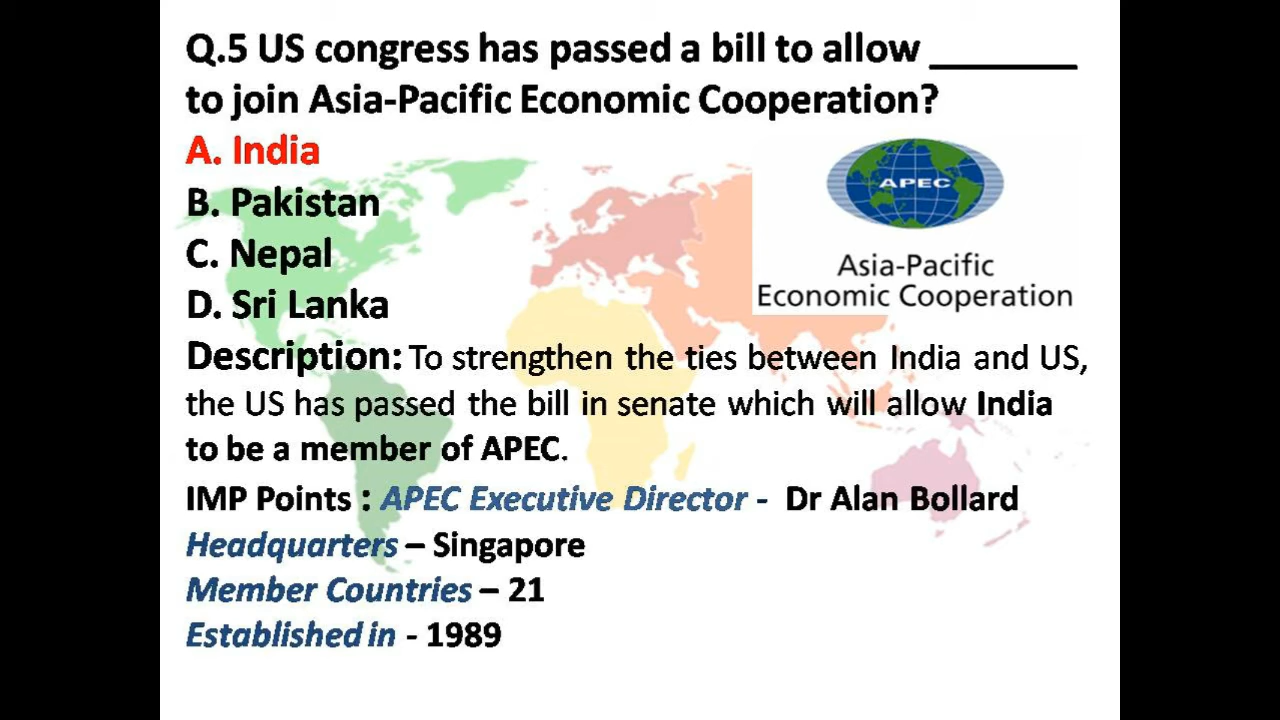 Q.5 US congress has passed a bill to allow _______
to join Asia-Pacific Economic Cooperation?
A. India
B. Pakistan
C. Nepal
D. Sri Lanka
APEC
Asia-Pacific
Economic Cooperation
Description: To strengthen the ties between India and US,
the US has passed the bill in senate which will allow India
to be a member of APEC.
IMP Points : APEC Executive Director - Dr Alan Bollard
Headquarters – Singapore
Member Countries – 21
Established in - 1989